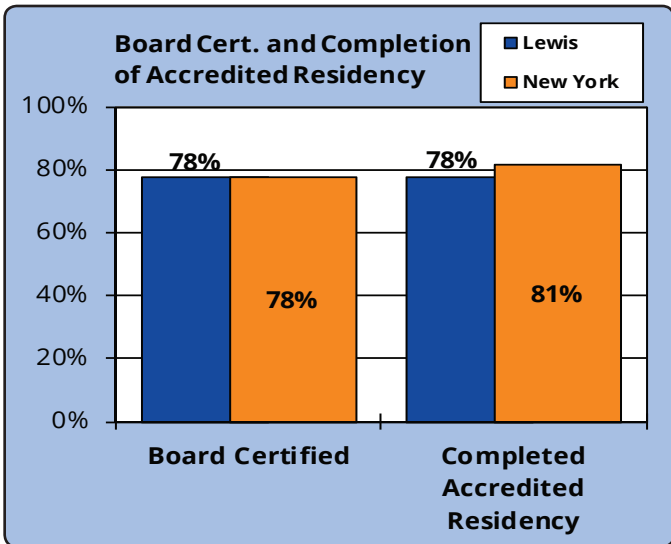 Board Cert. and Completion
of Accredited Residency
Lewis
New York
100%
80%
60%
40%
20%
0%
78%
78%
78%
81%
Board Certified
Completed
Accredited
Residency